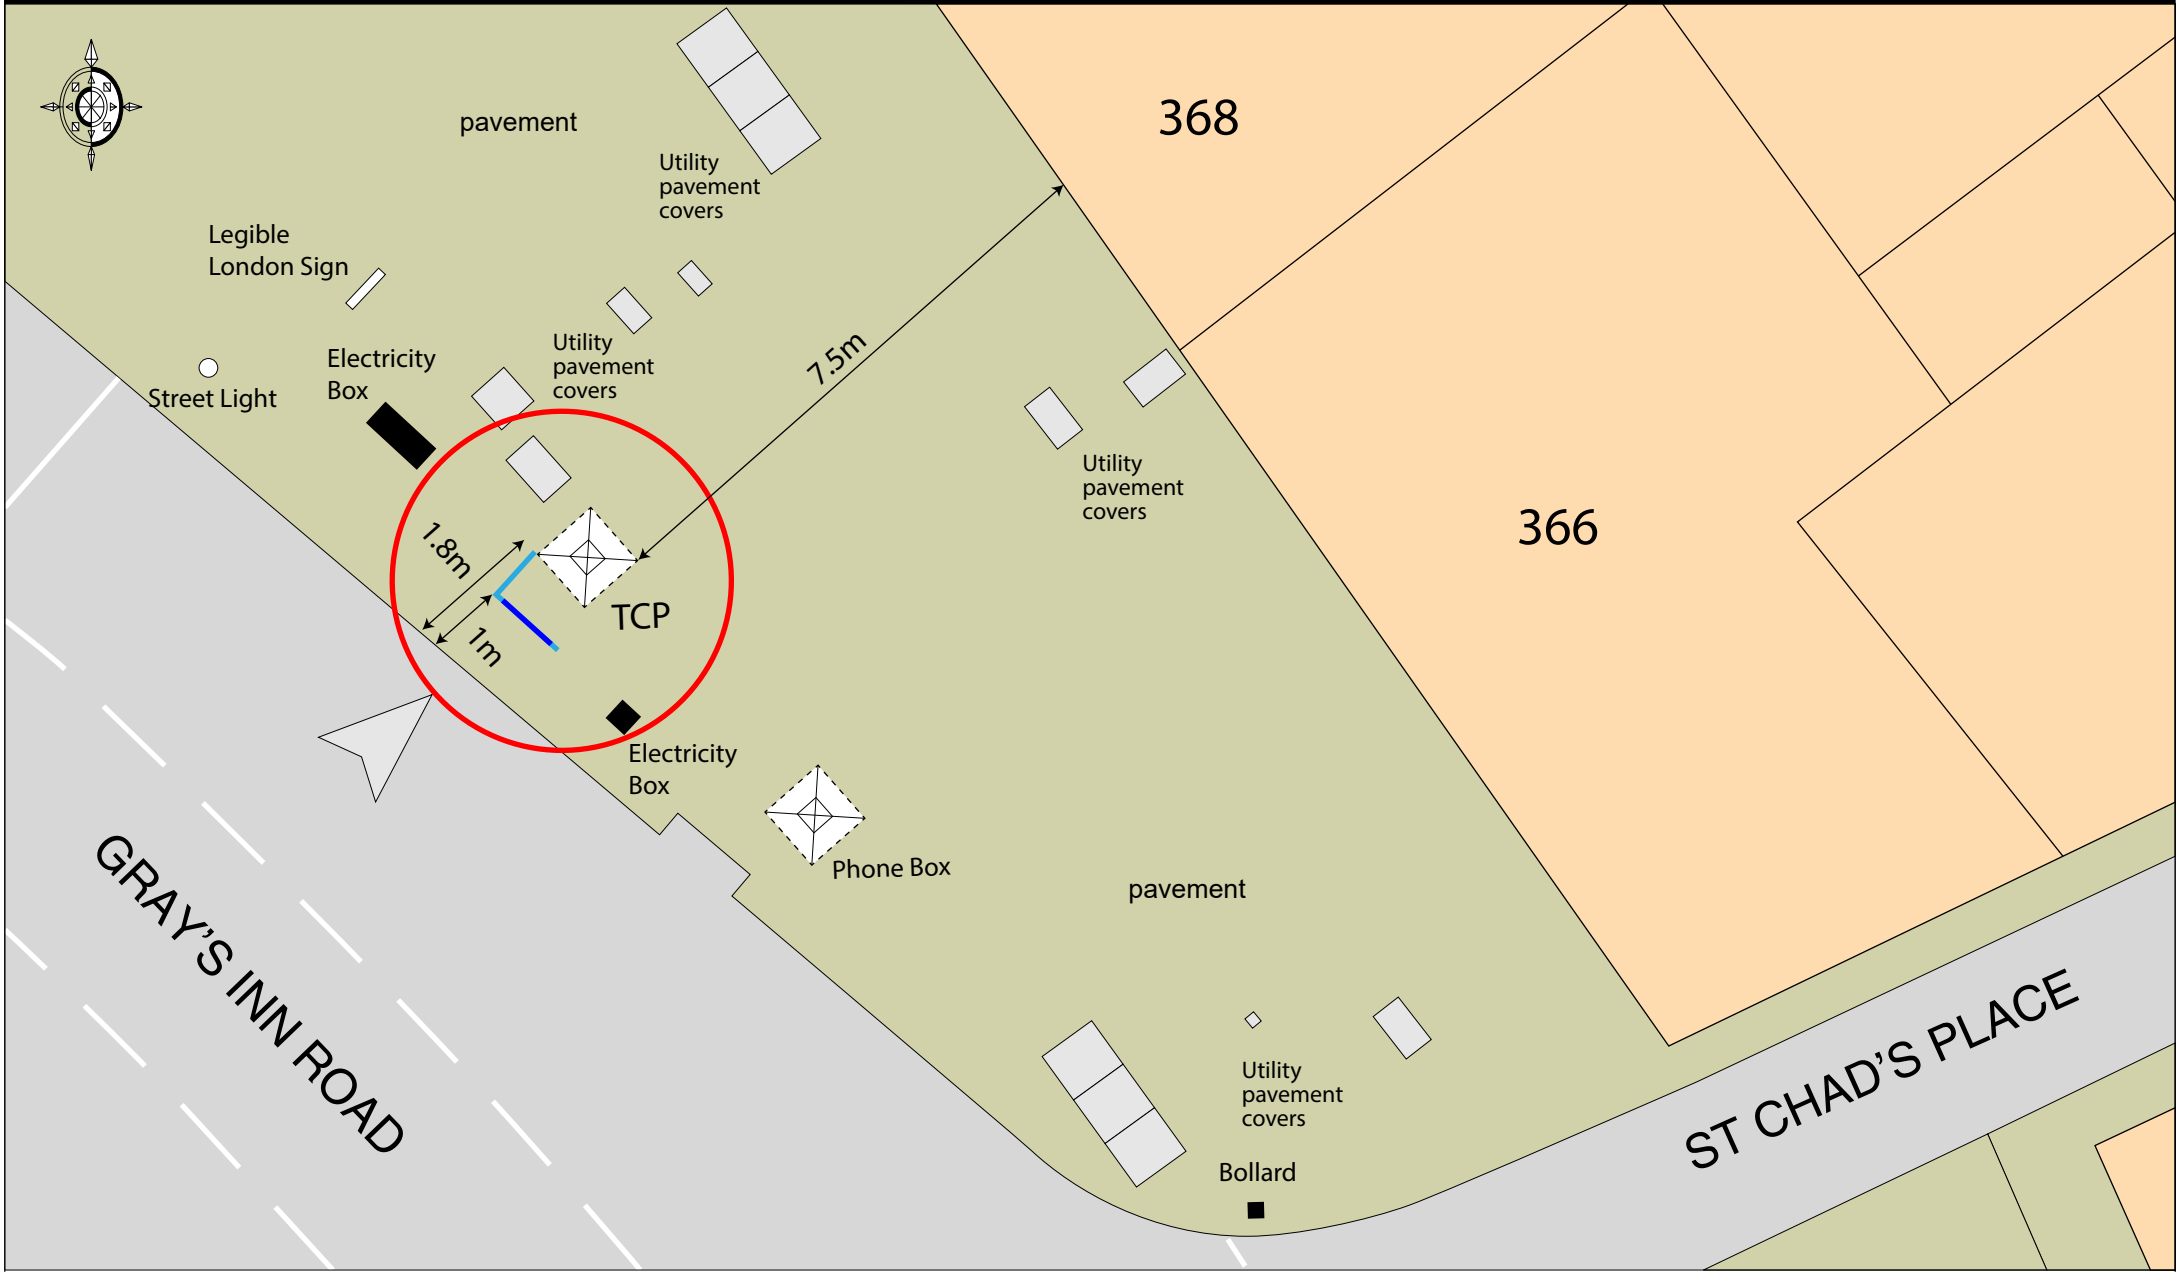 368
pavement
Utility
pavement
covers
Legible
London Sign
Electricity
Box
Utility
pavement
covers
7.5m
Street Light
Utility
pavement
covers
366
1.8m
TCP
1m
Electricity
Box
Phone Box
pavement
GRAY'S INN ROAD
ST CHAD'S PLACE
Utility
pavement
covers
Bollard